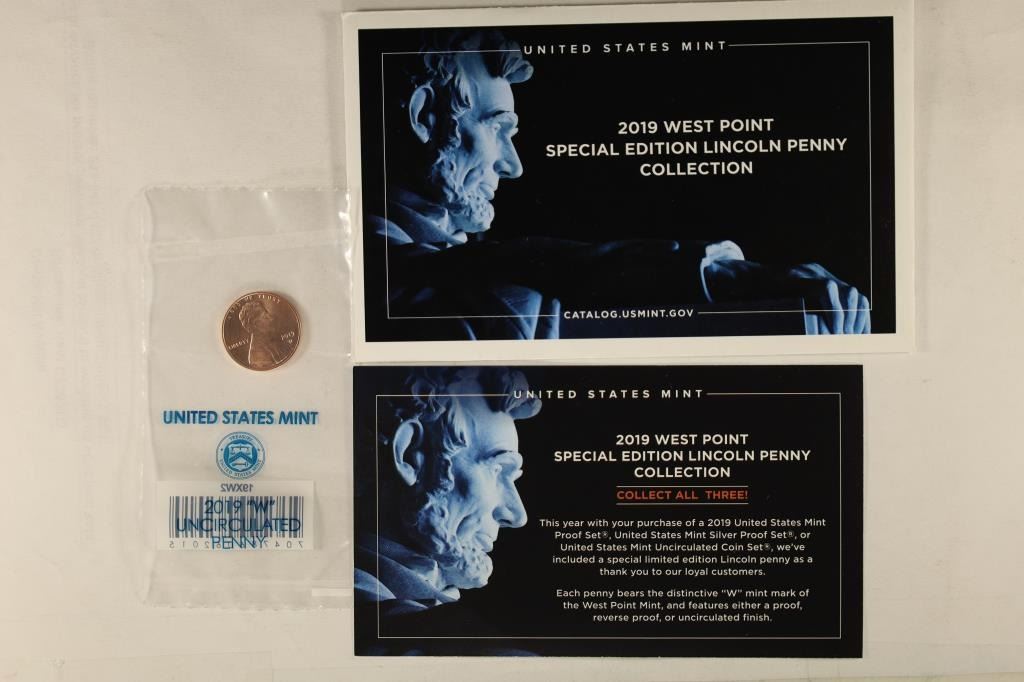 UNITED STATES MINT
2019 WEST POINT
SPECIAL EDITION LINCOLN PENNY
COLLECTION
CATALOG.USMINT.GOV
LIBERTY
2019
W
UNITED STATES MINT
19XW2
2019 "W"
UNCIRCULATED
PENNY
UNITED STATES MINT
2019 WEST POINT
SPECIAL EDITION LINCOLN PENNY
COLLECTION
COLLECT ALL THREE!
This year with your purchase of a 2019 United States Mint
Proof Set®, United States Mint Silver Proof Set®, or
United States Mint Uncirculated Coin Set®, we've
included a special limited edition Lincoln penny as a
thank you to our loyal customers.
Each penny bears the distinctive "W" mint mark of
the West Point Mint, and features either a proof,
reverse proof, or uncirculated finish.